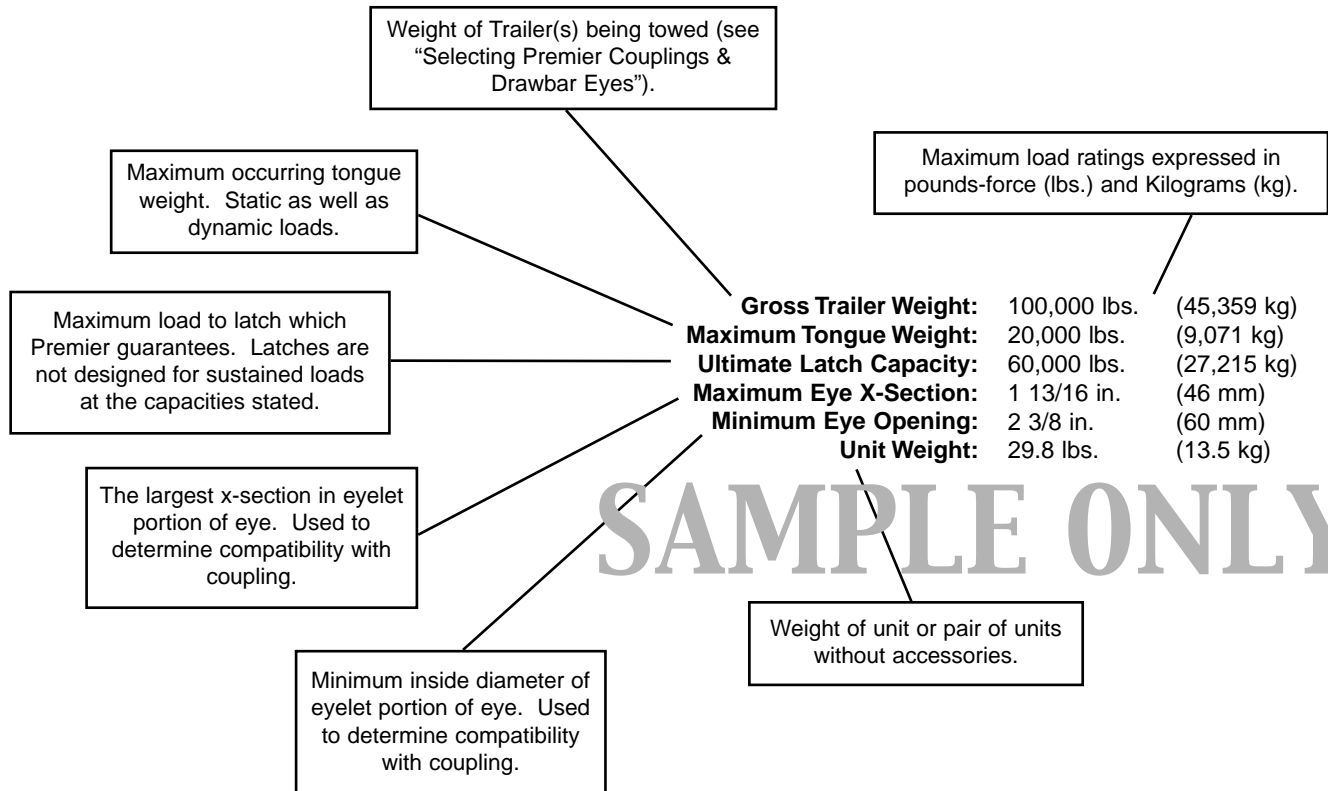 Weight of Trailer(s) being towed (see
“Selecting Premier Couplings &
Drawbar Eyes”).
Maximum load ratings expressed in
pounds-force (lbs.) and Kilograms (kg).
Maximum occurring tongue
weight.  Static as well as
dynamic loads.
Maximum load to latch which
Premier guarantees.  Latches are
not designed for sustained loads
at the capacities stated.
Gross Trailer Weight: 100,000 lbs. (45,359 kg)
Maximum Tongue Weight: 20,000 lbs. (9,071 kg)
Ultimate Latch Capacity: 60,000 lbs. (27,215 kg)
Maximum Eye X-Section: 1 13/16 in. (46 mm)
Minimum Eye Opening: 2 3/8 in. (60 mm)
Unit Weight: 29.8 lbs. (13.5 kg)
SAMPLE ONLY
The largest x-section in eyelet
portion of eye.  Used to
determine compatibility with
coupling.
Weight of unit or pair of units
without accessories.
Minimum inside diameter of
eyelet portion of eye.  Used
to determine compatibility
with coupling.